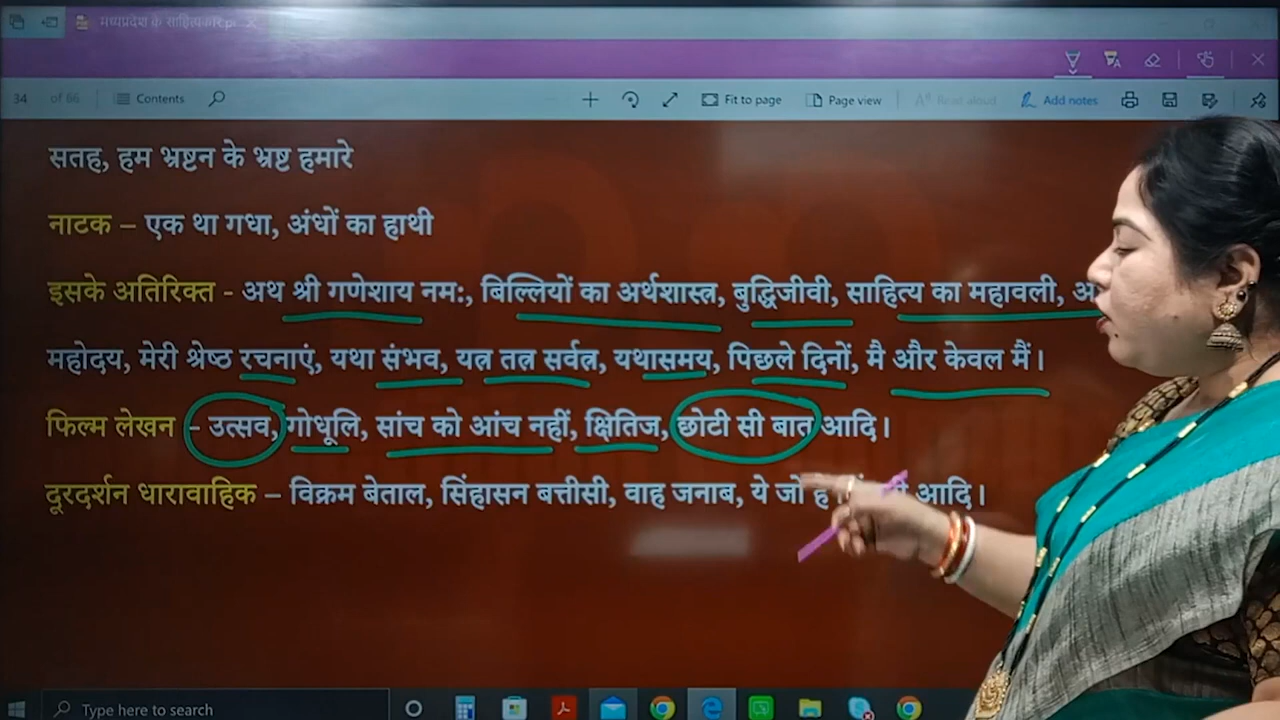 मध्यप्रदेश के साहित्यकार.p
34 of 66 Contents Fit to page Page view Read aloud Add notes
सतह, हम भ्रष्टन के भ्रष्ट हमारे
नाटक – एक था गधा, अंधों का हाथी
इसके अतिरिक्त - अथ श्री गणेशाय नमः, बिल्लियों का अर्थशास्त्र, बुद्धिजीवी, साहित्य का महावली,
महोदय, मेरी श्रेष्ठ रचनाएं, यथा संभव, यत्र तत्र सर्वत्र, यथासमय, पिछले दिनों, मै और केवल मैं।
फिल्म लेखन - उत्सव, गोधूलि, सांच को आंच नहीं, क्षितिज, छोटी सी बात आदि।
दूरदर्शन धारावाहिक – विक्रम बेताल, सिंहासन बत्तीसी, वाह जनाब, ये जो आदि।
Type here to search